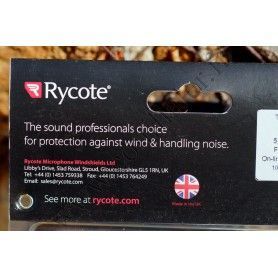 Rycote®
The sound professionals choice
for protection against wind & handling noise.
Rycote Microphone Windshields Ltd
Libby's Drive, Slad Road, Stroud, Gloucestershire GL5 1RN, UK
Tel: +44 (0) 1453 759338 Fax: +44 (0) 1453 764249
Email: sales@rycote.com
Made in the UK
See more at rycote.com
On-li